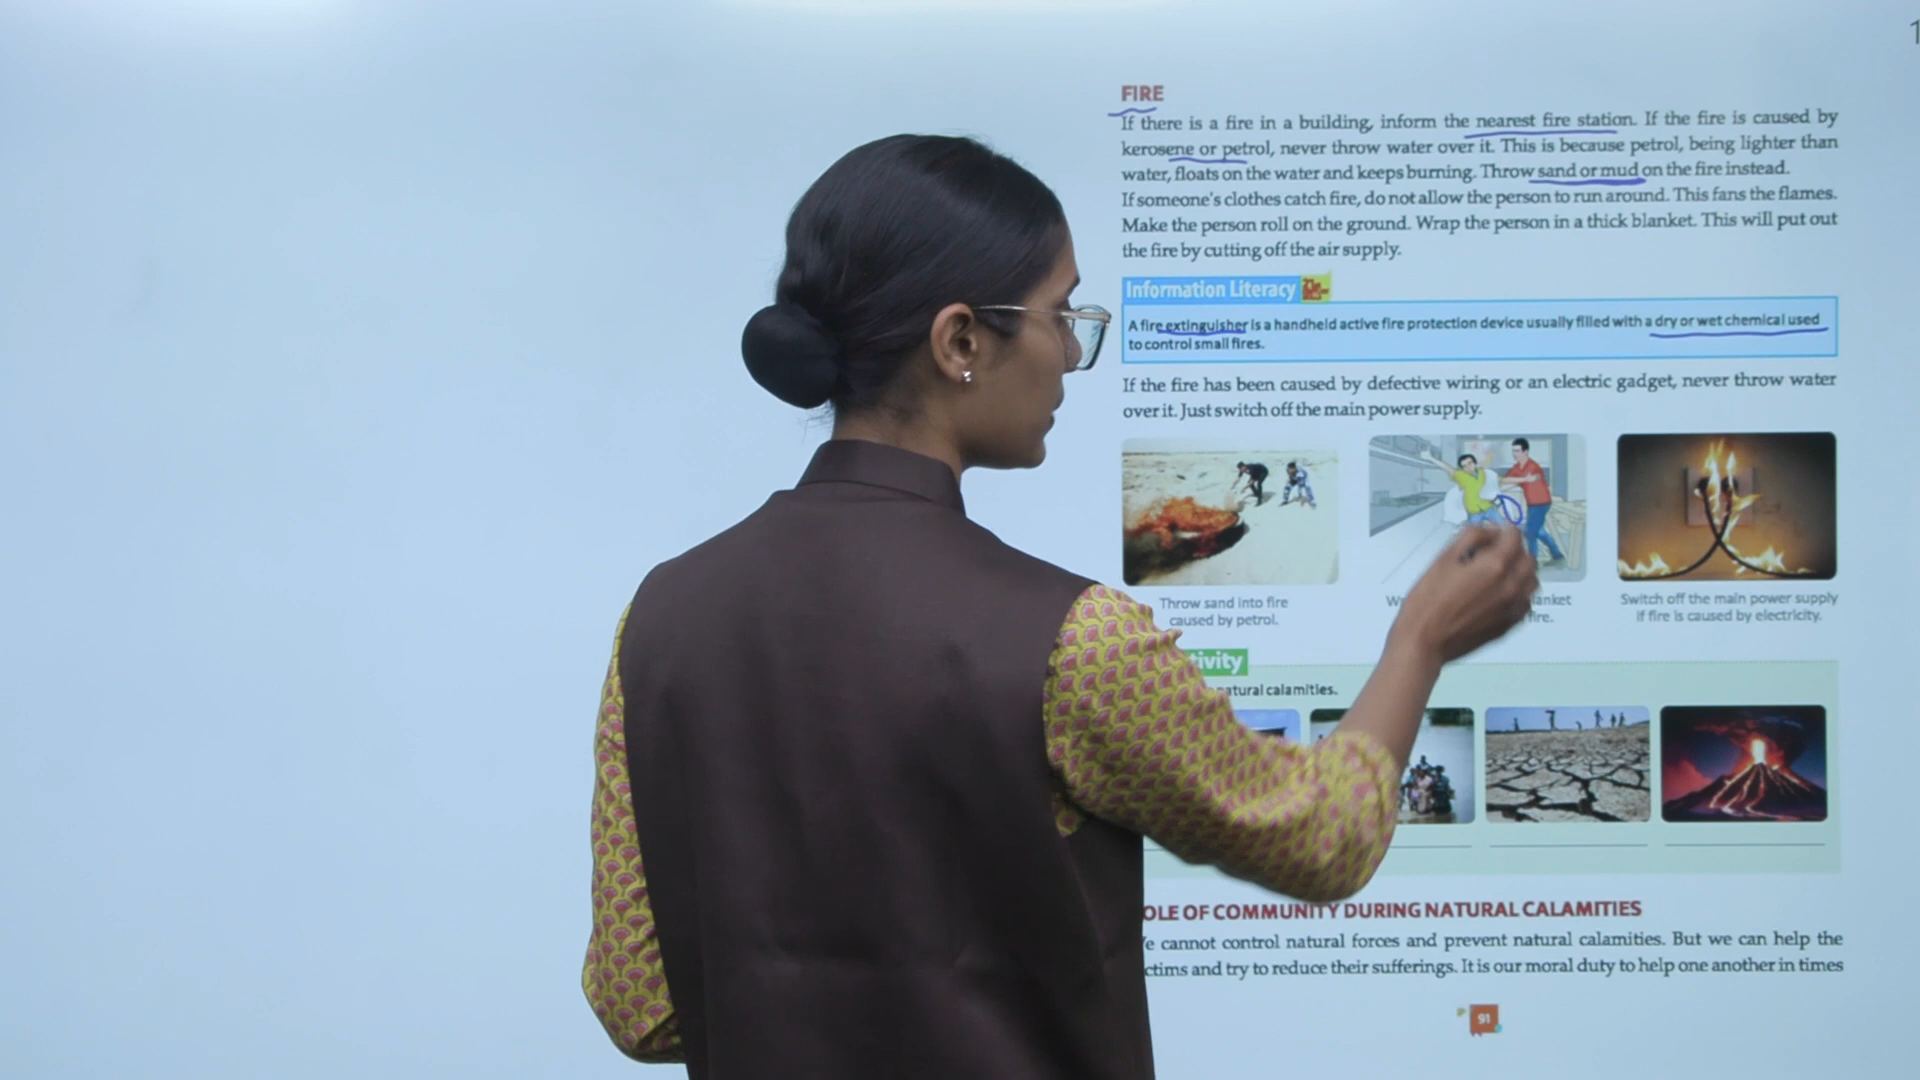 1
FIRE
If there is a fire in a building, inform the nearest fire station. If the fire is caused by
kerosene or petrol, never throw water over it. This is because petrol, being lighter than
water, floats on the water and keeps burning. Throw sand or mud on the fire instead.
If someone's clothes catch fire, do not allow the person to run around. This fans the flames.
Make the person roll on the ground. Wrap the person in a thick blanket. This will put out
the fire by cutting off the air supply.
Information Literacy
A fire extinguisher is a handheld active fire protection device usually filled with a dry or wet chemical used
to control small fires.
If the fire has been caused by defective wiring or an electric gadget, never throw water
over it. Just switch off the main power supply.
Throw sand into fire
caused by petrol.
Switch off the main power supply
if fire is caused by electricity.
calamities.
OF COMMUNITY DURING NATURAL CALAMITIES
cannot control natural forces and prevent natural calamities. But we can help the
and try to reduce their sufferings. It is our moral duty to help one another in times
91